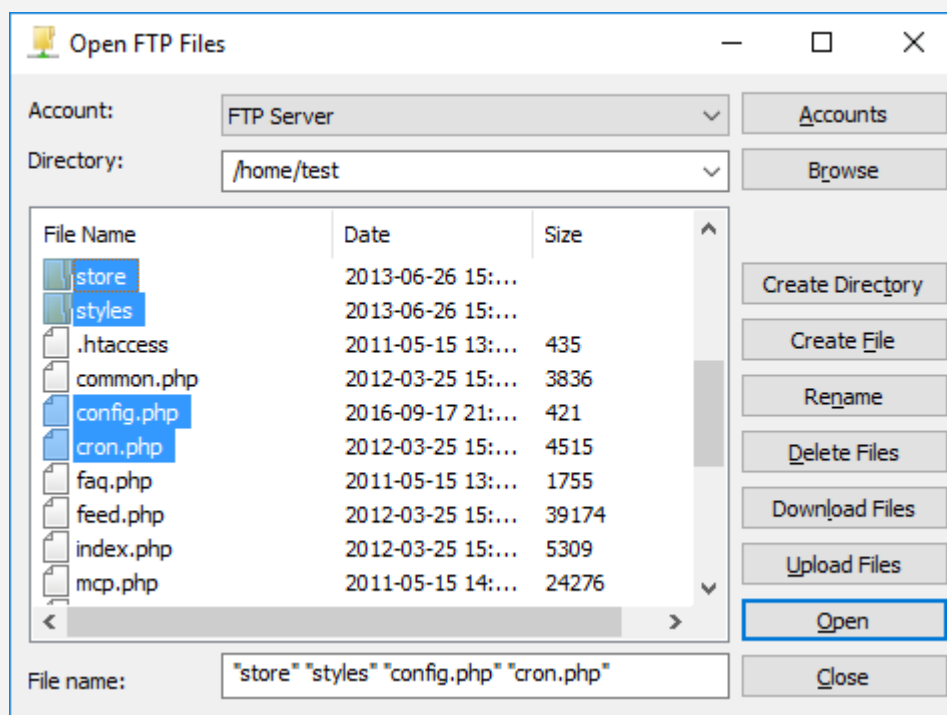 Open FTP Files
Account: FTP Server Accounts
Directory: /home/test Browse
File Name Date Size
store 2013-06-26 15:...
styles 2013-06-26 15:...
.htaccess 2011-05-15 13:... 435
common.php 2012-03-25 15:... 3836
config.php 2016-09-17 21:... 421
cron.php 2012-03-25 15:... 4515
faq.php 2011-05-15 13:... 1755
feed.php 2012-03-25 15:... 39174
index.php 2012-03-25 15:... 5309
mcp.php 2011-05-15 14:... 24276
Create Directory
Create File
Rename
Delete Files
Download Files
Upload Files
Open
File name: "store" "styles" "config.php" "cron.php" Close